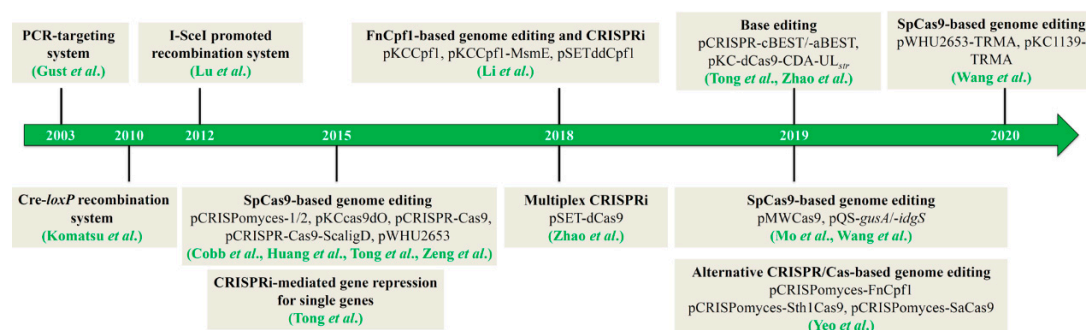 PCR-targeting
system
(Gust et al.)
I-SceI promoted
recombination system
(Lu et al.)
FnCpf1-based genome editing and CRISPRi
pKCCpf1, pKCCpf1-MsmE, pSETddCpf1
(Li et al.)
Base editing
pCRISPR-cBEST/-aBEST,
pKC-dCas9-CDA-ULstr
(Tong et al., Zhao et al.)
SpCas9-based genome editing
pWHU2653-TRMA, pKC1139-
TRMA
(Wang et al.)
2003 2010 2012 2015 2018 2019 2020
Cre-loxP recombination
system
(Komatsu et al.)
SpCas9-based genome editing
pCRISPomyces-1/2, pKCcas9dO, pCRISPR-Cas9,
pCRISPR-Cas9-ScaligD, pWHU2653
(Cobb et al., Huang et al., Tong et al., Zeng et al.)
CRISPRi-mediated gene repression
for single genes
(Tong et al.)
Multiplex CRISPRi
pSET-dCas9
(Zhao et al.)
SpCas9-based genome editing
pMWCas9, pQS-gusA/-idgS
(Mo et al., Wang et al.)
Alternative CRISPR/Cas-based genome editing
pCRISPomyces-FnCpf1
pCRISPomyces-Sth1Cas9, pCRISPomyces-SaCas9
(Yeo et al.)